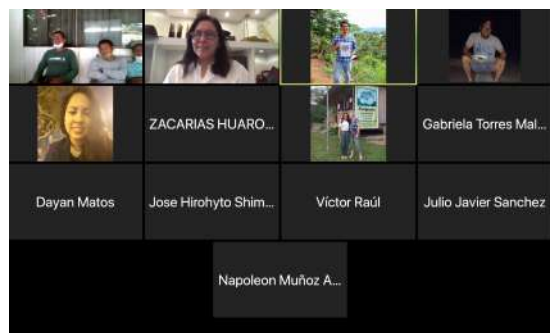 ZACARIAS HUARO...
Gabriela Torres Mal...
Dayan Matos
Jose Hirohyto Shim...
Víctor Raúl
Julio Javier Sanchez
Napoleon Muñoz A...